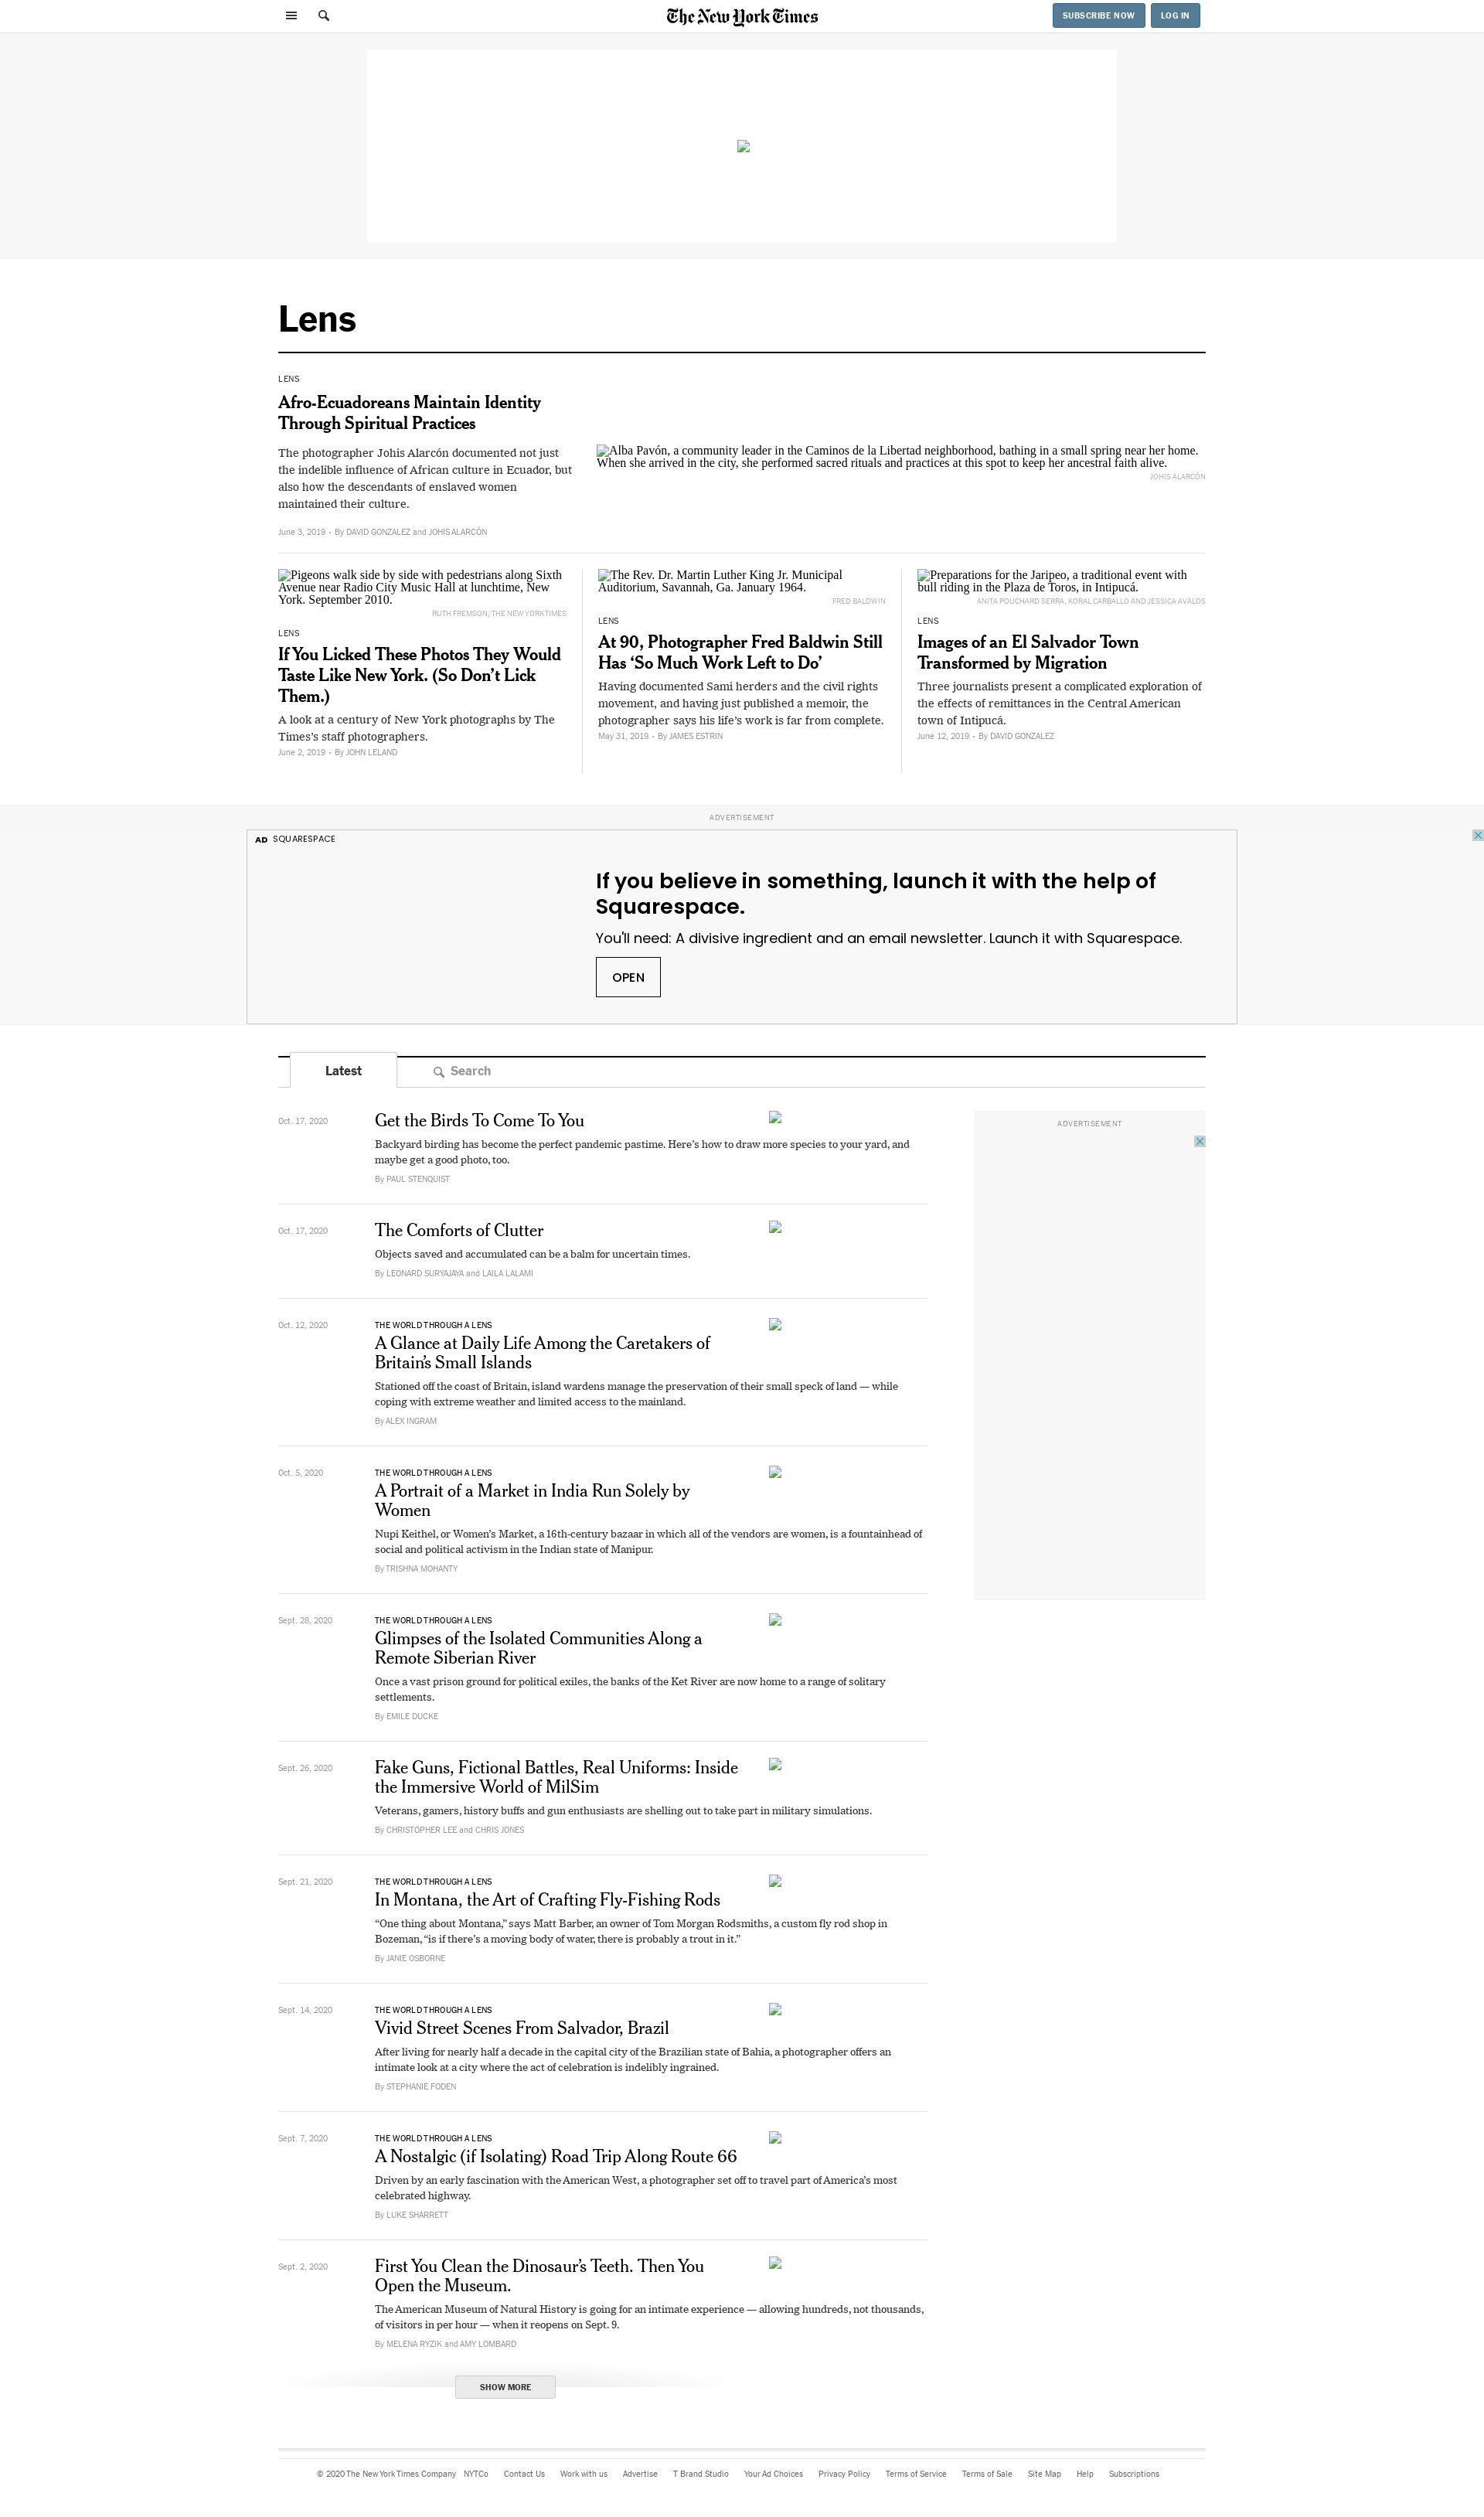 The New York Times
SUBSCRIBE NOW
LOG IN
Lens
LENS
Afro-Ecuadoreans Maintain Identity
Through Spiritual Practices
The photographer Johis Alarcón documented not just
the indelible influence of African culture in Ecuador, but
also how the descendants of enslaved women
maintained their culture.
June 3, 2019 • By DAVID GONZALEZ and JOHIS ALARCÓN
Alba Pavón, a community leader in the Caminos de la Libertad neighborhood, bathing in a small spring near her home.
When she arrived in the city, she performed sacred rituals and practices at this spot to keep her ancestral faith alive.
JOHIS ALARCÓN
Pigeons walk side by side with pedestrians along Sixth
Avenue near Radio City Music Hall at lunchtime, New
York. September 2010.
RUTH FREMSON/THE NEW YORK TIMES
LENS
If You Licked These Photos They Would
Taste Like New York. (So Don’t Lick
Them.)
A look at a century of New York photographs by The
Times’s staff photographers.
June 2, 2019 • By JOHN LELAND
The Rev. Dr. Martin Luther King Jr. Municipal
Auditorium, Savannah, Ga. January 1964.
FRED BALDWIN
LENS
At 90, Photographer Fred Baldwin Still
Has ‘So Much Work Left to Do’
Having documented Sami herders and the civil rights
movement, and having just published a memoir, the
photographer says his life’s work is far from complete.
May 31, 2019 • By JAMES ESTRIN
Preparations for the Jaripeo, a traditional event with
bull riding in the Plaza de Toros, in Intipucá.
ANITA POUCHARD SERRA, KORAL CARBALLO AND JESSICA AVALOS
LENS
Images of an El Salvador Town
Transformed by Migration
Three journalists present a complicated exploration of
the effects of remittances in the Central American
town of Intipucá.
June 12, 2019 • By DAVID GONZALEZ
ADVERTISEMENT
AD SQUARESPACE
If you believe in something, launch it with the help of
Squarespace.
You'll need: A divisive ingredient and an email newsletter. Launch it with Squarespace.
OPEN
Latest
Search
ADVERTISEMENT
Oct. 17, 2020
Get the Birds To Come To You
Backyard birding has become the perfect pandemic pastime. Here’s how to draw more species to your yard, and
maybe get a good photo, too.
By PAUL STENQUIST
Oct. 17, 2020
The Comforts of Clutter
Objects saved and accumulated can be a balm for uncertain times.
By LEONARD SURYAJAYA and LAILA LALAMI
Oct. 12, 2020
THE WORLD THROUGH A LENS
A Glance at Daily Life Among the Caretakers of
Britain’s Small Islands
Stationed off the coast of Britain, island wardens manage the preservation of their small speck of land — while
coping with extreme weather and limited access to the mainland.
By ALEX INGRAM
Oct. 5, 2020
THE WORLD THROUGH A LENS
A Portrait of a Market in India Run Solely by
Women
Nupi Keithel, or Women’s Market, a 16th-century bazaar in which all of the vendors are women, is a fountainhead of
social and political activism in the Indian state of Manipur.
By TRISHNA MOHANTY
Sept. 28, 2020
THE WORLD THROUGH A LENS
Glimpses of the Isolated Communities Along a
Remote Siberian River
Once a vast prison ground for political exiles, the banks of the Ket River are now home to a range of solitary
settlements.
By EMILE DUCKE
Sept. 26, 2020
Fake Guns, Fictional Battles, Real Uniforms: Inside
the Immersive World of MilSim
Veterans, gamers, history buffs and gun enthusiasts are shelling out to take part in military simulations.
By CHRISTOPHER LEE and CHRIS JONES
Sept. 21, 2020
THE WORLD THROUGH A LENS
In Montana, the Art of Crafting Fly-Fishing Rods
“One thing about Montana,” says Matt Barber, an owner of Tom Morgan Rodsmiths, a custom fly rod shop in
Bozeman, “is if there’s a moving body of water, there is probably a trout in it.”
By JANIE OSBORNE
Sept. 14, 2020
THE WORLD THROUGH A LENS
Vivid Street Scenes From Salvador, Brazil
After living for nearly half a decade in the capital city of the Brazilian state of Bahia, a photographer offers an
intimate look at a city where the act of celebration is indelibly ingrained.
By STEPHANIE FODEN
Sept. 7, 2020
THE WORLD THROUGH A LENS
A Nostalgic (if Isolating) Road Trip Along Route 66
Driven by an early fascination with the American West, a photographer set off to travel part of America’s most
celebrated highway.
By LUKE SHARRETT
Sept. 2, 2020
First You Clean the Dinosaur’s Teeth. Then You
Open the Museum.
The American Museum of Natural History is going for an intimate experience — allowing hundreds, not thousands,
of visitors in per hour — when it reopens on Sept. 9.
By MELENA RYZIK and AMY LOMBARD
SHOW MORE
© 2020 The New York Times Company NYTCo Contact Us Work with us Advertise T Brand Studio Your Ad Choices Privacy Policy Terms of Service Terms of Sale Site Map Help Subscriptions